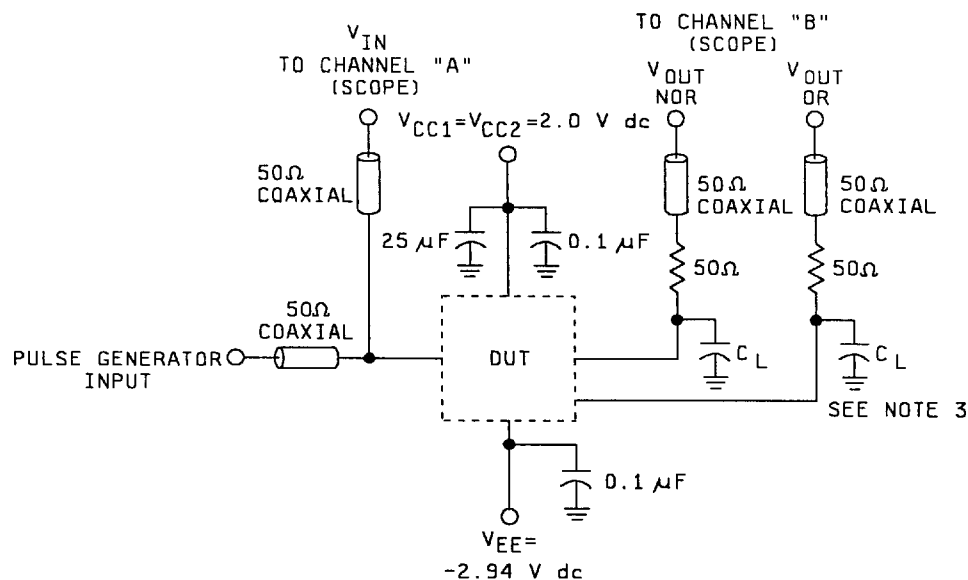 V_IN
TO CHANNEL "A"
(SCOPE)
TO CHANNEL "B"
(SCOPE)
V_OUT
NOR
V_OUT
OR
V_CC1=V_CC2=2.0 V dc
50Ω
COAXIAL
50Ω
COAXIAL
50Ω
COAXIAL
25 μF
0.1 μF
50Ω
50Ω
50Ω
COAXIAL
PULSE GENERATOR
INPUT
DUT
C_L
C_L
SEE NOTE 3
0.1 μF
V_EE=
-2.94 V dc